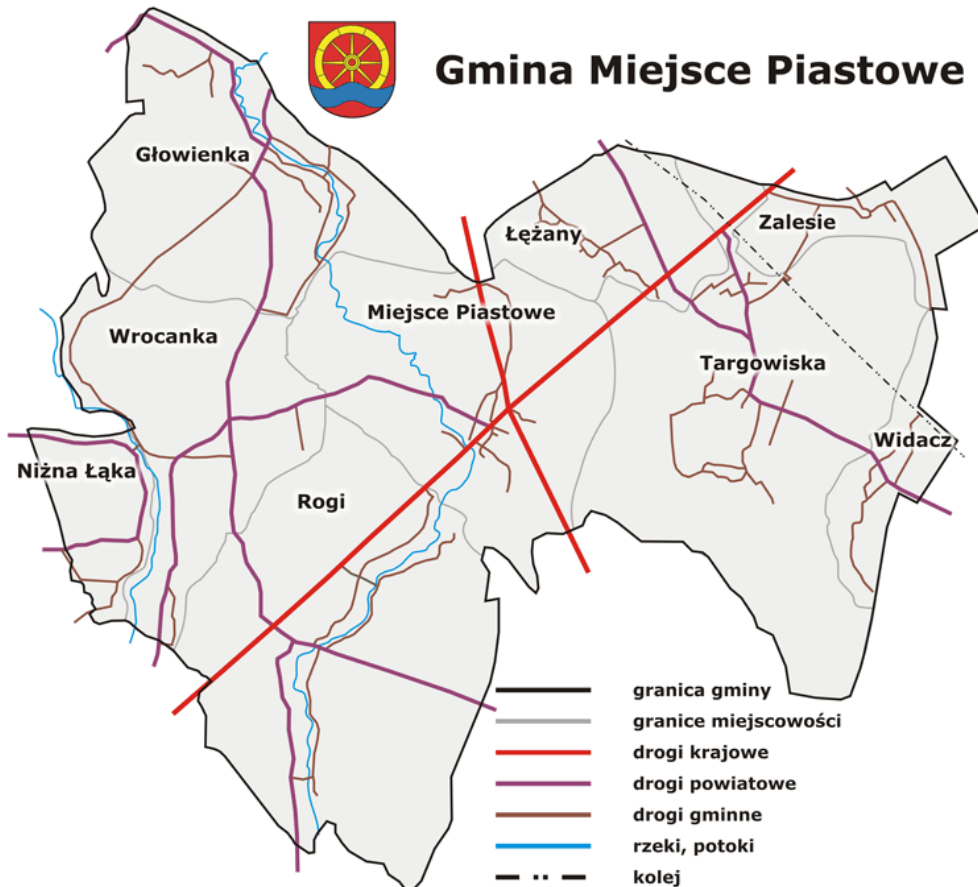 Gmina Miejsce Piastowe
Głowienka
Łężany
Zalesie
Miejsce Piastowe
Wrocanka
Targowiska
Widacz
Niżna Łąka
Rogi
granica gminy
granice miejscowości
drogi krajowe
drogi powiatowe
drogi gminne
rzeki, potoki
kolej